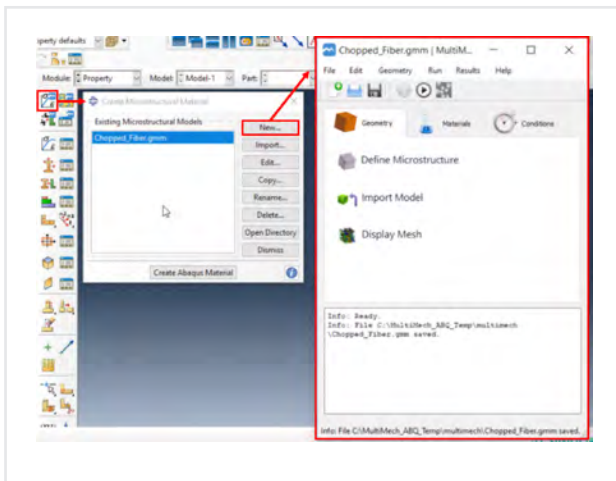 perty defaults
Module: Property Model: Model-1 Part:
Create Microstructural Material
Existing Microstructural Models
Chopped_Fiber.gmm
New...
Import...
Edit...
Copy...
Rename...
Delete...
Open Directory
Dismiss
Create Abaqus Material
Chopped_Fiber.gmm | MultiM...
File Edit Geometry Run Results Help
Geometry Materials Conditions
Define Microstructure
Import Model
Display Mesh
Info: Ready.
Info: File C:\MultiMech_ABQ_Temp\multimech
\Chopped_Fiber.gmm saved.
Info: File C:\MultiMech_ABQ_Temp\multimech\Chopped_Fiber.gmm saved.